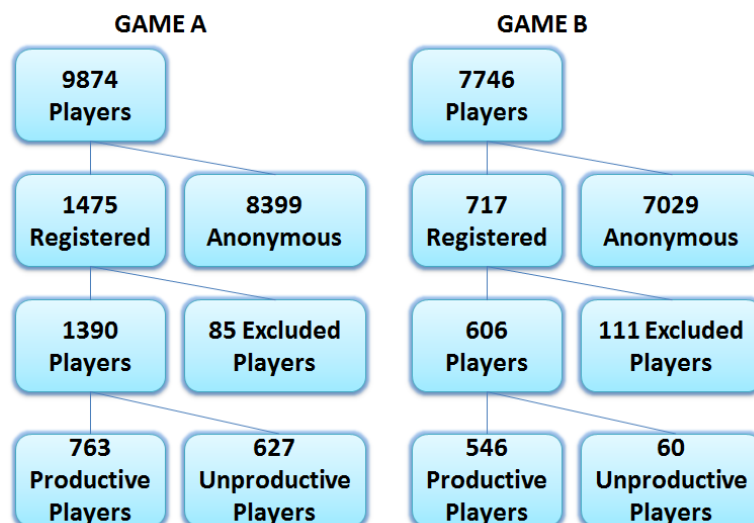 GAME A
9874
Players
1475
Registered
8399
Anonymous
1390
Players
85 Excluded
Players
763
Productive
Players
627
Unproductive
Players
GAME B
7746
Players
717
Registered
7029
Anonymous
606
Players
111 Excluded
Players
546
Productive
Players
60
Unproductive
Players